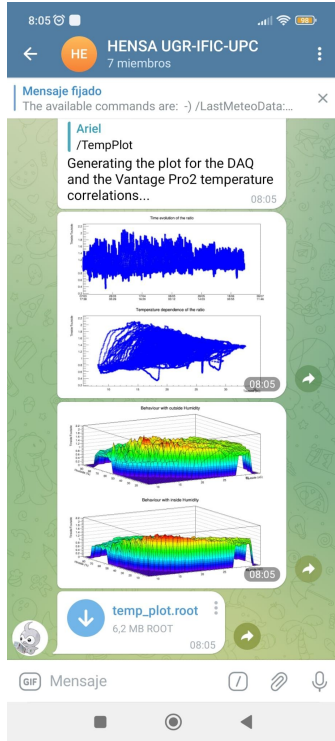 8:05
98
HE
HENSA UGR-IFIC-UPC
7 miembros
Mensaje fijado
The available commands are: -) /LastMeteoData:...
Ariel
/TempPlot
Generating the plot for the DAQ
and the Vantage Pro2 temperature
correlations...
08:05
Time evolution of the ratio
Temperature dependence of the ratio
08:05
Behaviour with outside Humidity
Behaviour with inside Humidity
08:05
temp_plot.root
6,2 MB ROOT
08:05
GIF
Mensaje
/